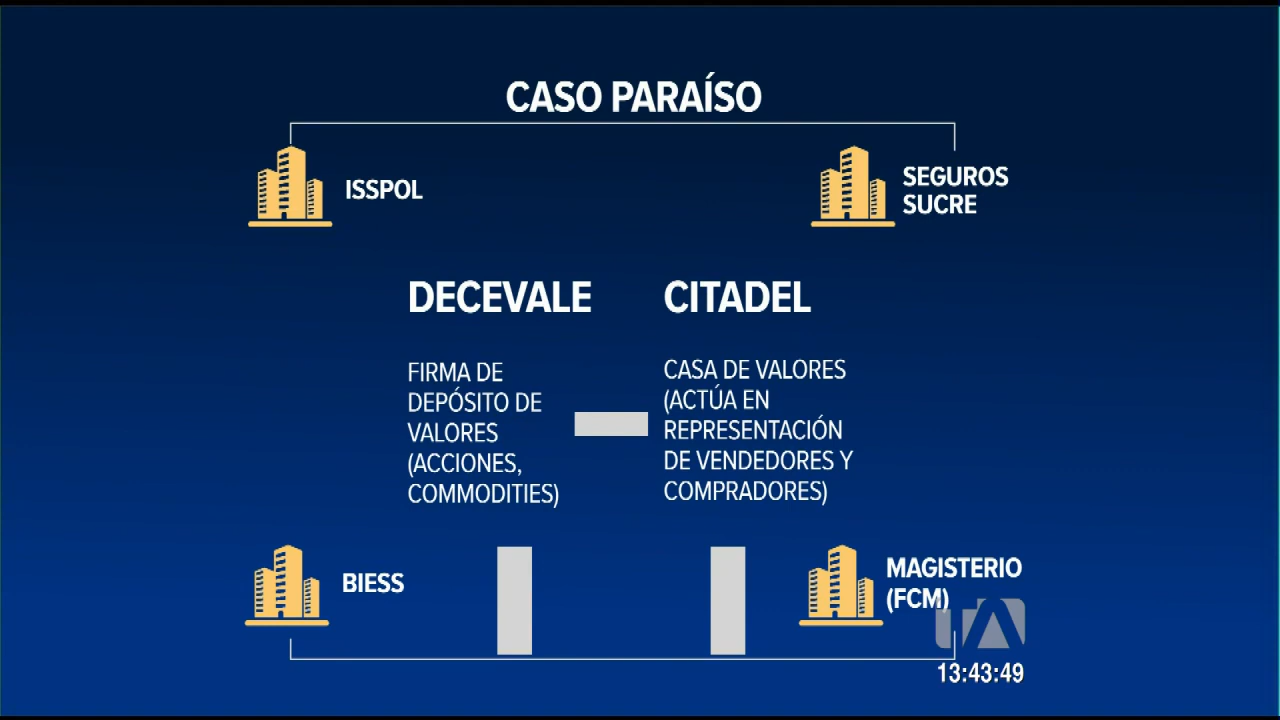 CASO PARAÍSO
ISSPOL
SEGUROS
SUCRE
DECEVALE
FIRMA DE
DEPÓSITO DE
VALORES
(ACCIONES,
COMMODITIES)
CITADEL
CASA DE VALORES
(ACTÚA EN
REPRESENTACIÓN
DE VENDEDORES Y
COMPRADORES)
BIESS
MAGISTERIO
(FCM)
TA
13:43:49